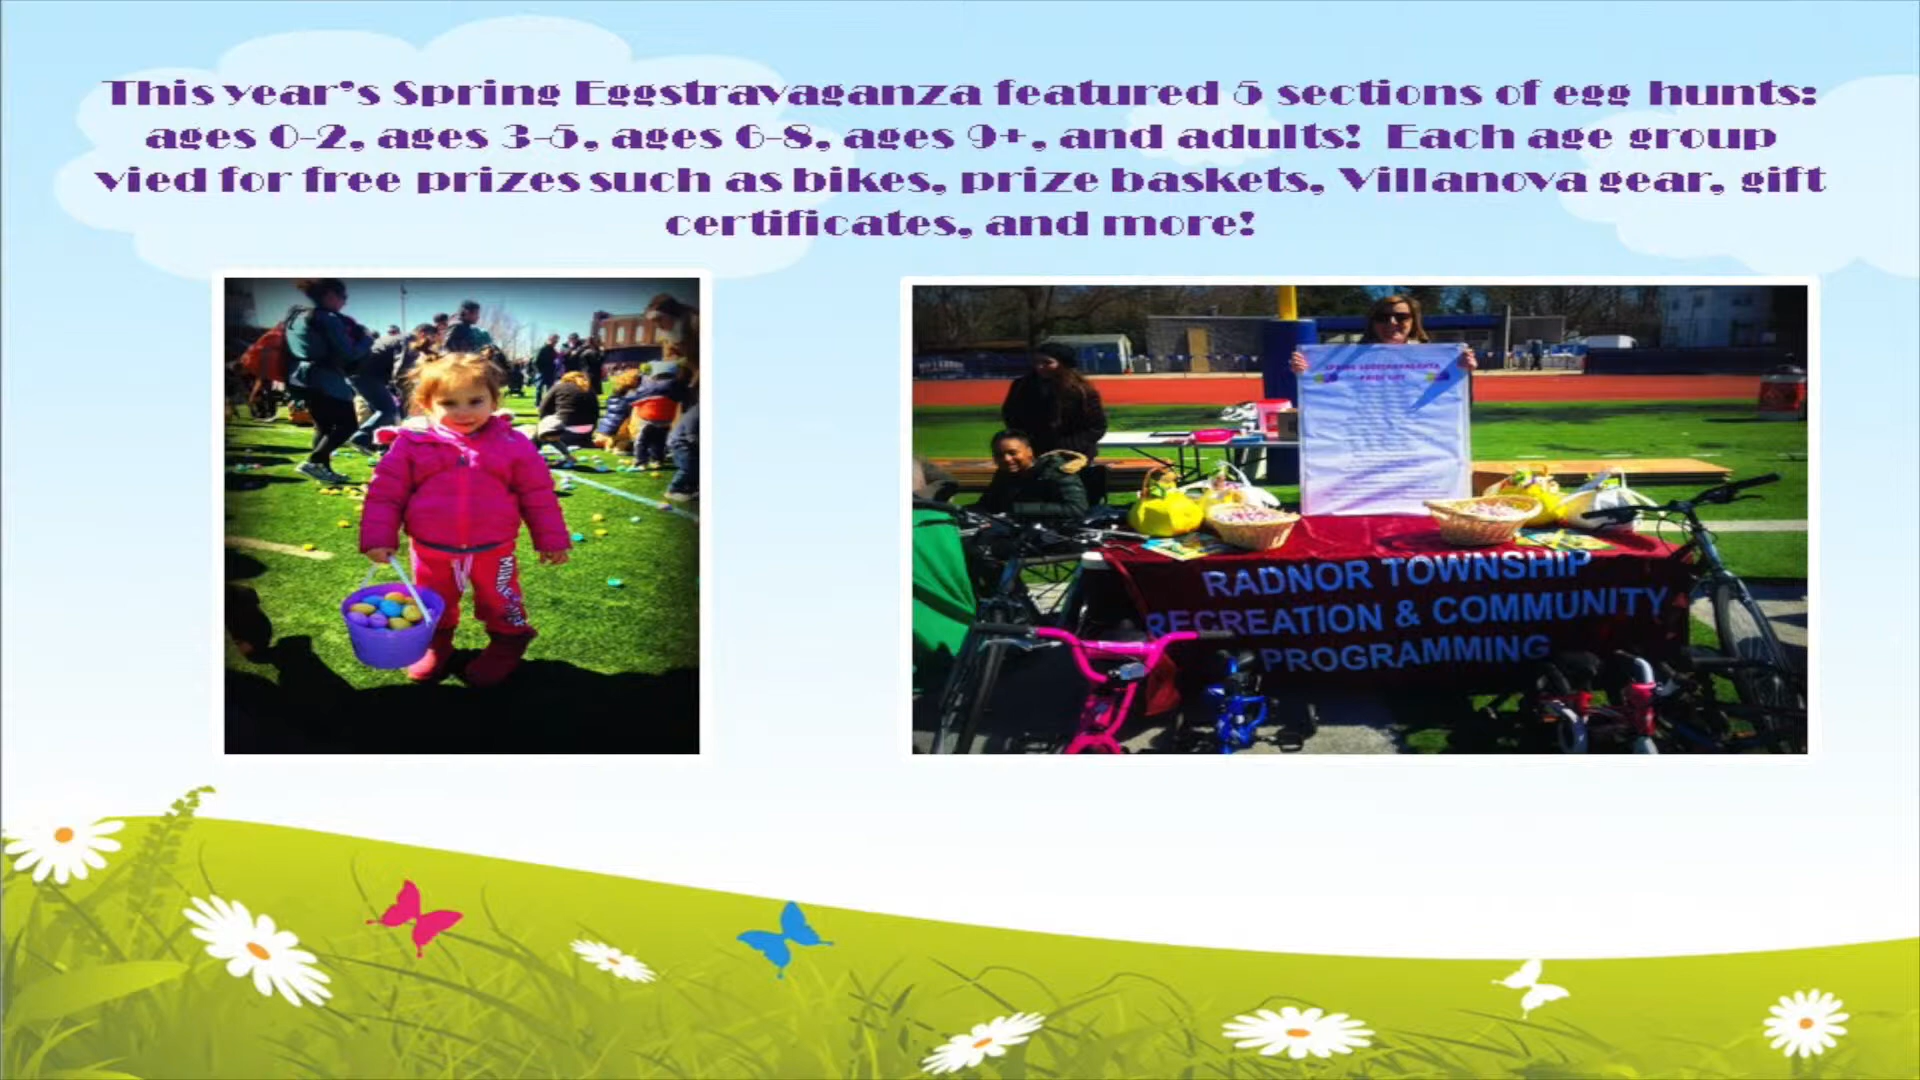 This year's Spring Eggstravaganza featured 5 sections of egg hunts:
ages 0-2, ages 3-5, ages 6-8, ages 9+, and adults! Each age group
vied for free prizes such as bikes, prize baskets, Villanova gear, gift
certificates, and more!
SPRING EGGSTRAVAGANZA
RADNOR TOWNSHIP
RECREATION & COMMUNITY
PROGRAMMING